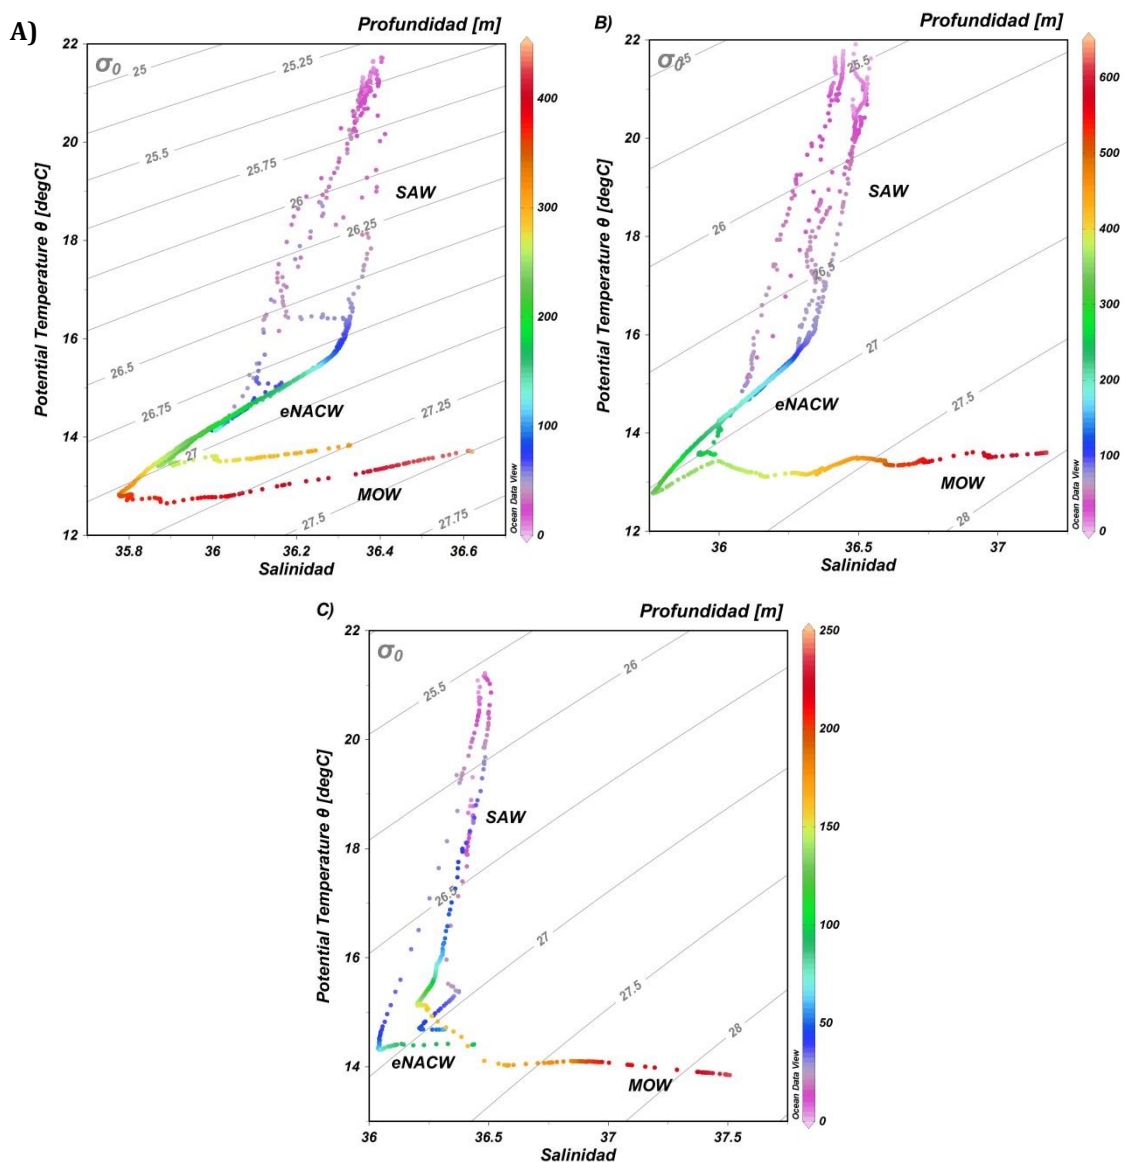 A)
Profundidad [m]
σ0
22
20
18
16
14
12
Potential Temperature θ [degC]
25
25.25
25.5
25.75
26
26.25
26.5
26.75
27
27.25
27.5
27.75
SAW
eNACW
MOW
35.8
36
36.2
36.4
36.6
Salinidad
400
300
200
100
0
Ocean Data View
B)
Profundidad [m]
σ0
22
20
18
16
14
12
Potential Temperature θ [degC]
25
25.5
26
26.5
27
27.5
28
SAW
eNACW
MOW
36
36.5
37
Salinidad
600
500
400
300
200
100
0
Ocean Data View
C)
Profundidad [m]
σ0
22
20
18
16
14
Potential Temperature θ [degC]
25.5
26
26.5
27
27.5
28
SAW
eNACW
MOW
36
36.5
37
37.5
Salinidad
250
200
150
100
50
0
Ocean Data View